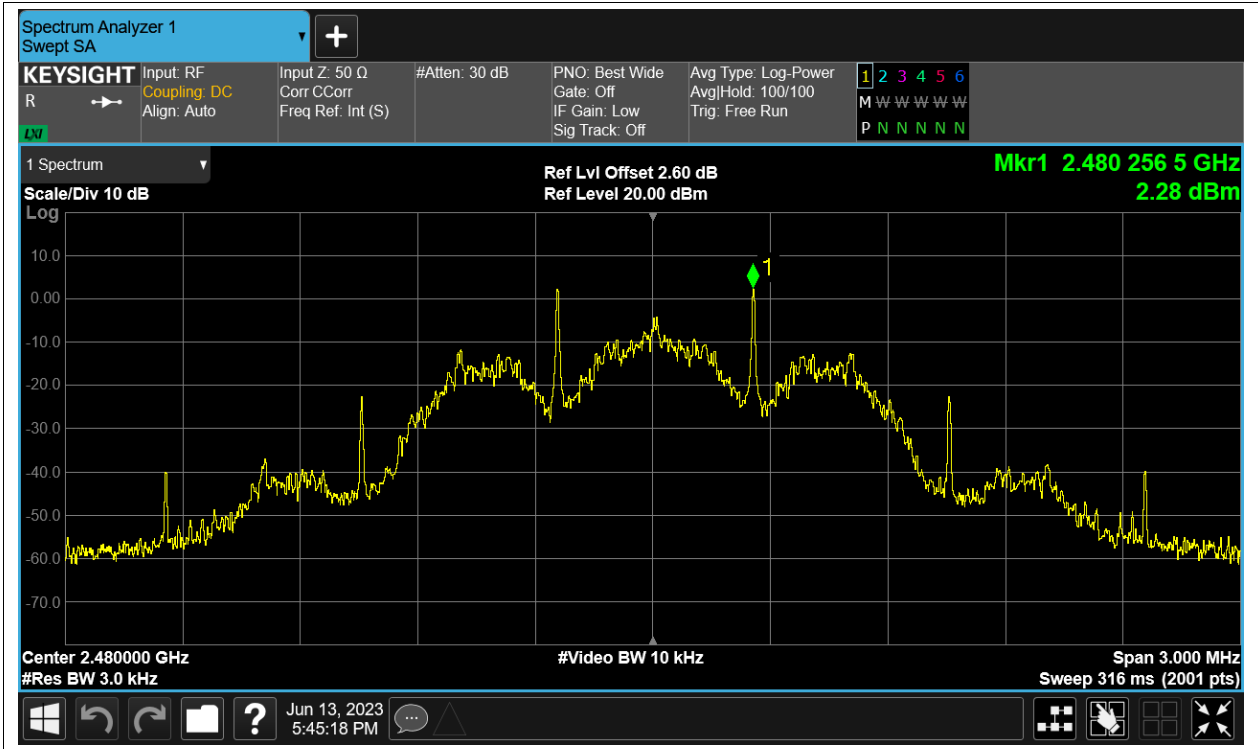 Spectrum Analyzer 1
Swept SA
+
KEYSIGHT
R
LXI
Input: RF
Coupling: DC
Align: Auto
Input Z: 50 Ω
Corr CCorr
Freq Ref: Int (S)
#Atten: 30 dB
PNO: Best Wide
Gate: Off
IF Gain: Low
Sig Track: Off
Avg Type: Log-Power
Avg|Hold: 100/100
Trig: Free Run
1 2 3 4 5 6
M W W W W W
P N N N N N
1 Spectrum
Scale/Div 10 dB
Ref Lvl Offset 2.60 dB
Ref Level 20.00 dBm
Mkr1 2.480 256 5 GHz
2.28 dBm
Log
10.0
0.00
-10.0
-20.0
-30.0
-40.0
-50.0
-60.0
-70.0
1
Center 2.480000 GHz
#Res BW 3.0 kHz
#Video BW 10 kHz
Span 3.000 MHz
Sweep 316 ms (2001 pts)
?
Jun 13, 2023
5:45:18 PM